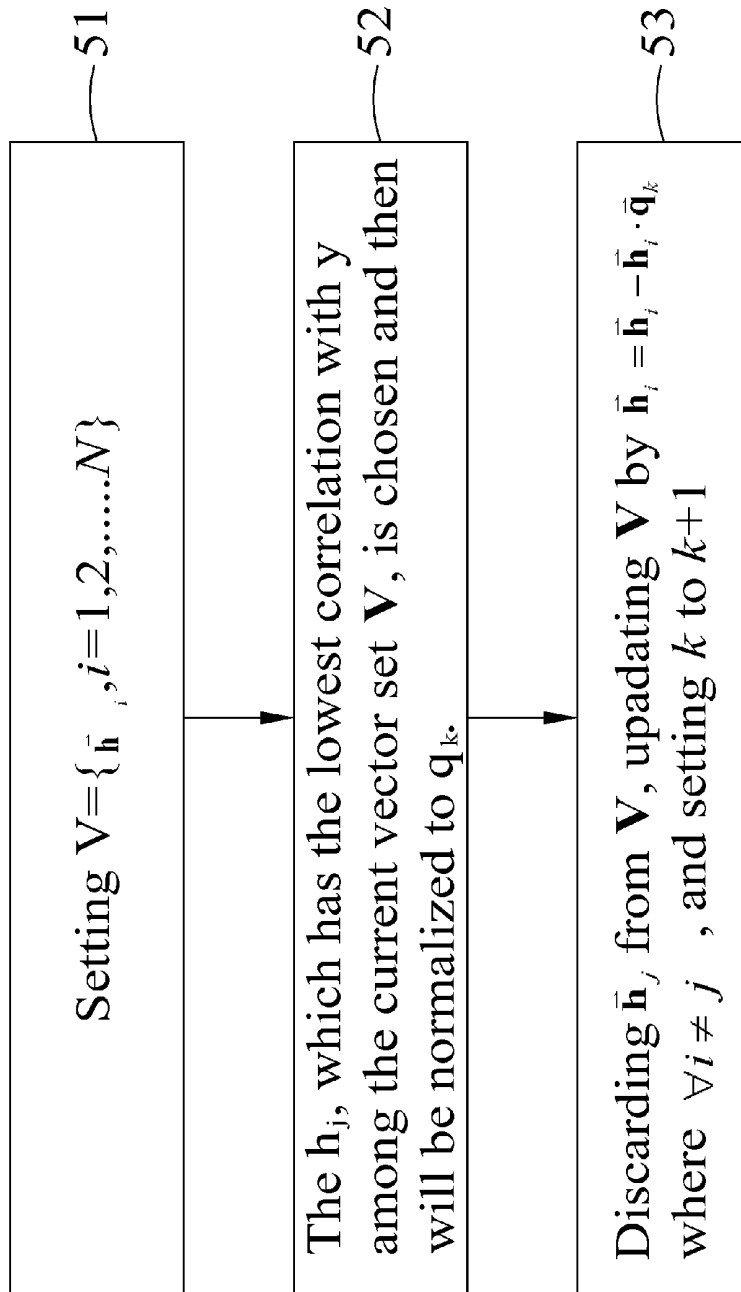 Setting V={h̄ᵢ ,i=1,2,.....N}
51
The hⱼ, which has the lowest correlation with y
among the current vector set V, is chosen and then
will be normalized to qₖ.
52
Discarding h̄ⱼ from V, upadating V by h̄ᵢ = h̄ᵢ − h̄ᵢ · q̄ₖ
where ∀i ≠ j , and setting k to k+1
53